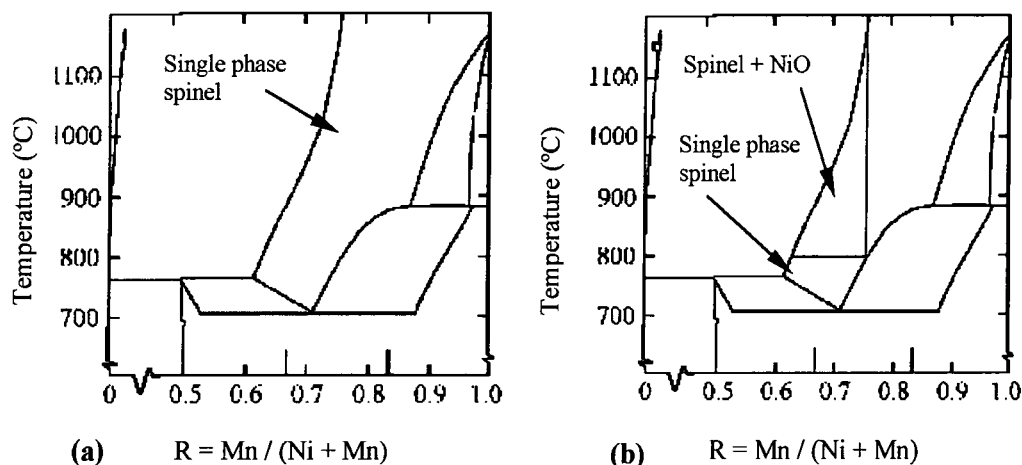 1100
1000
900
800
700
Temperature (°C)
Single phase
spinel
0 0.5 0.6 0.7 0.8 0.9 1.0
(a) R = Mn / (Ni + Mn)
1100
1000
900
800
700
Temperature (°C)
Spinel + NiO
Single phase
spinel
0 0.5 0.6 0.7 0.8 0.9 1.0
(b) R = Mn / (Ni + Mn)